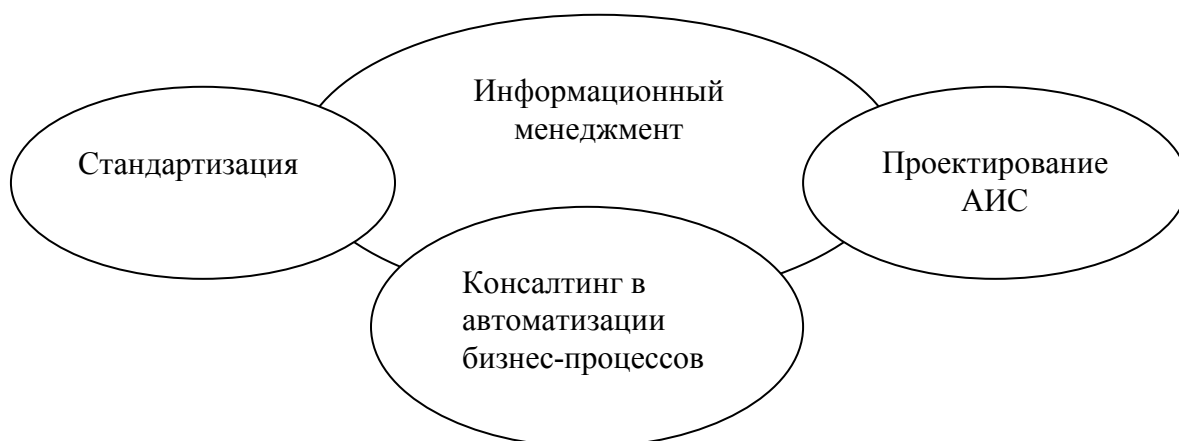 Информационный
менеджмент
Стандартизация
Проектирование
АИС
Консалтинг в
автоматизации
бизнес-процессов